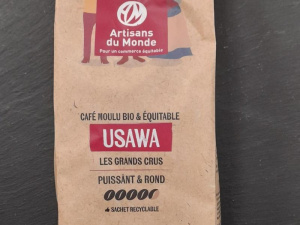 Artisans
du Monde
Pour un commerce équitable
CAFÉ MOULU BIO & ÉQUITABLE
USAWA
LES GRANDS CRUS
PUISSANT & ROND
SACHET RECYCLABLE